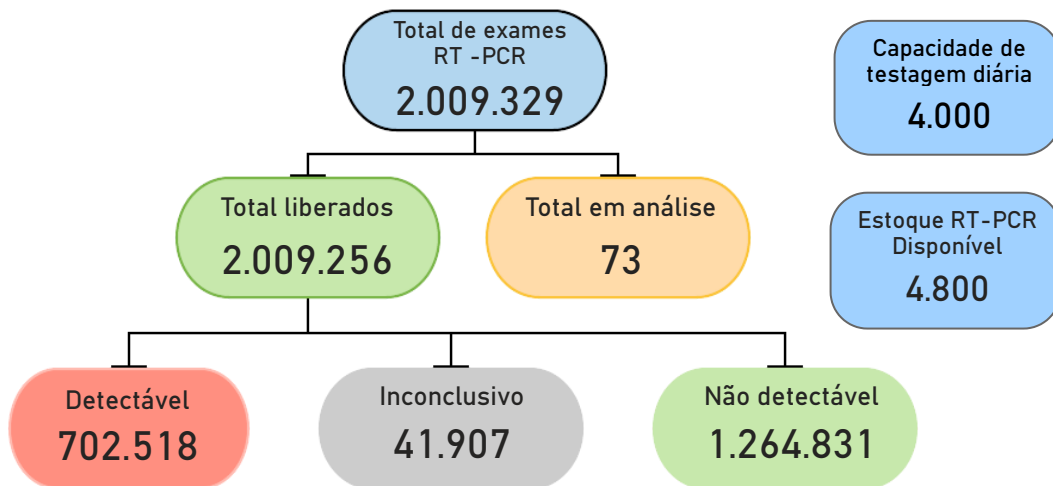 Total de exames
RT -PCR
2.009.329
Capacidade de
testagem diária
4.000
Total liberados
2.009.256
Total em análise
73
Estoque RT-PCR
Disponível
4.800
Detectável
702.518
Inconclusivo
41.907
Não detectável
1.264.831